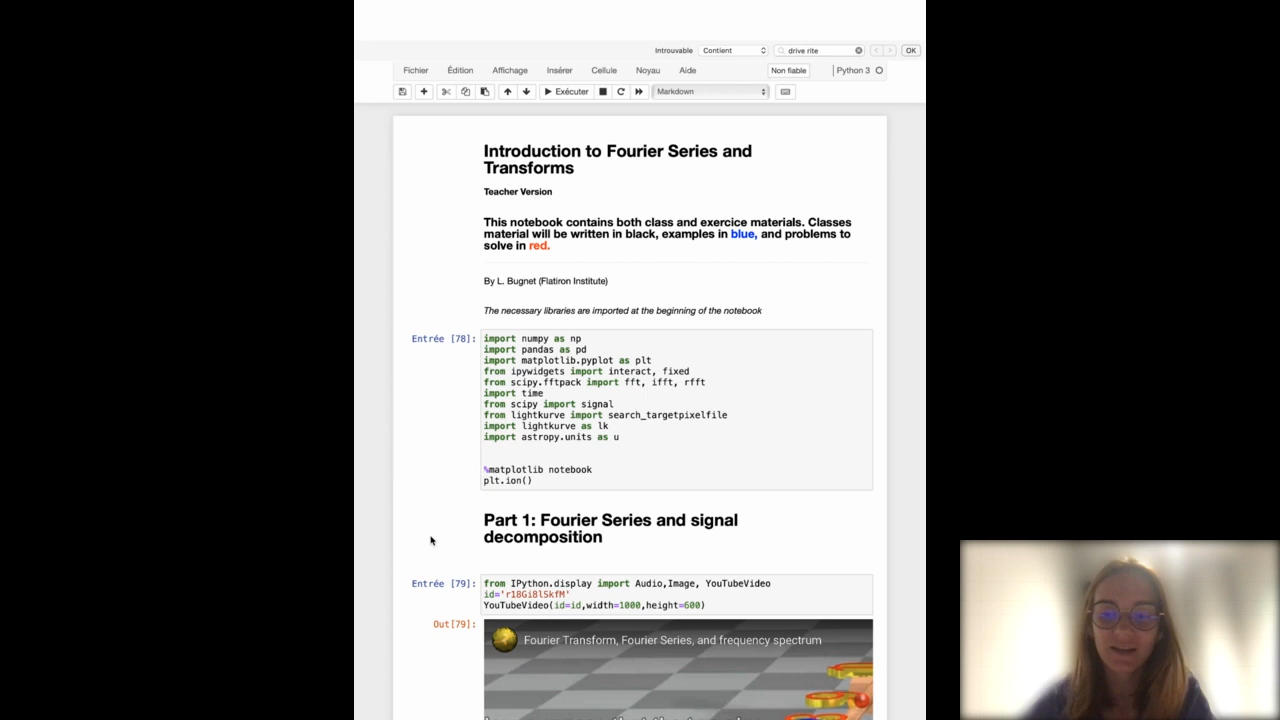 Introuvable Contient drive rite OK
Fichier Édition Affichage Insérer Cellule Noyau Aide Non fiable Python 3
Exécuter Markdown
Introduction to Fourier Series and
Transforms
Teacher Version
This notebook contains both class and exercice materials. Classes
material will be written in black, examples in blue, and problems to
solve in red.
By L. Bugnet (Flatiron Institute)
The necessary libraries are imported at the beginning of the notebook
Entrée [78]: import numpy as np
import pandas as pd
import matplotlib.pyplot as plt
from ipywidgets import interact, fixed
from scipy.fftpack import fft, ifft, rfft
import time
from scipy import signal
from lightkurve import search_targetpixelfile
import lightkurve as lk
import astropy.units as u
%matplotlib notebook
plt.ion()
Part 1: Fourier Series and signal
decomposition
Entrée [79]: from IPython.display import Audio,Image, YouTubeVideo
id='r18Gi8lSkfM'
YouTubeVideo(id=id,width=1000,height=600)
Out[79]:
Fourier Transform, Fourier Series, and frequency spectrum